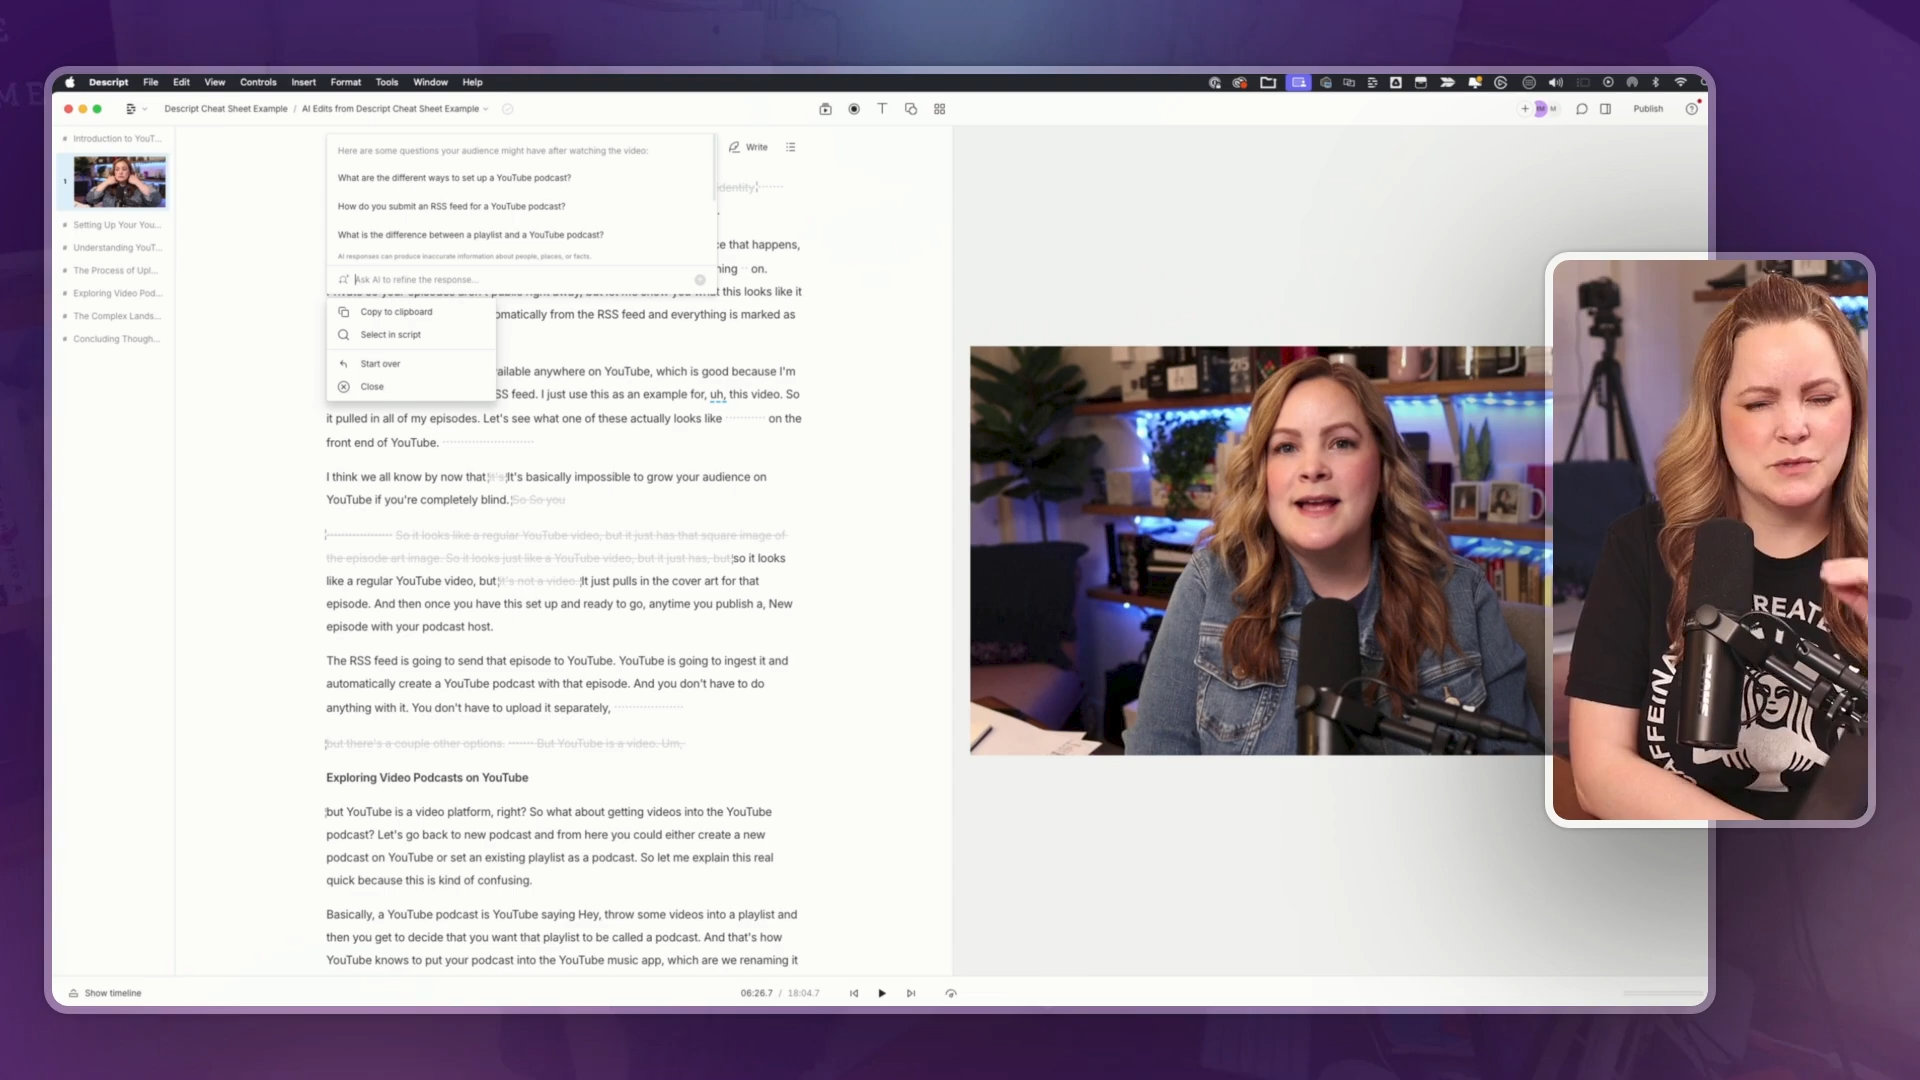 Descript File Edit View Controls Insert Format Tools Window Help
Descript Cheat Sheet Example / AI Edits from Descript Cheat Sheet Example
Publish
# Introduction to YouT...
1
# Setting Up Your You...
# Understanding YouT...
# The Process of Upl...
# Exploring Video Pod...
# The Complex Lands...
# Concluding Though...
Here are some questions your audience might have after watching the video:
What are the different ways to set up a YouTube podcast?
How do you submit an RSS feed for a YouTube podcast?
What is the difference between a playlist and a YouTube podcast?
AI responses can produce inaccurate information about people, places, or facts.
Ask AI to refine the response...
Copy to clipboard
Select in script
Start over
Close
Write
identity
ce that happens,
ning on.
this looks like it
omatically from the RSS feed and everything is marked as
vailable anywhere on YouTube, which is good because I'm
SS feed. I just use this as an example for, uh, this video. So
it pulled in all of my episodes. Let's see what one of these actually looks like on the
front end of YouTube.
I think we all know by now that it's It's basically impossible to grow your audience on
YouTube if you're completely blind. So So you
So it looks like a regular YouTube video, but it just has that square image of
the episode art image. So it looks just like a YouTube video, but it just has, but so it looks
like a regular YouTube video, but it's not a video. It just pulls in the cover art for that
episode. And then once you have this set up and ready to go, anytime you publish a, New
episode with your podcast host.
The RSS feed is going to send that episode to YouTube. YouTube is going to ingest it and
automatically create a YouTube podcast with that episode. And you don't have to do
anything with it. You don't have to upload it separately,
but there's a couple other options. But YouTube is a video. Um,
Exploring Video Podcasts on YouTube
but YouTube is a video platform, right? So what about getting videos into the YouTube
podcast? Let's go back to new podcast and from here you could either create a new
podcast on YouTube or set an existing playlist as a podcast. So let me explain this real
quick because this is kind of confusing.
Basically, a YouTube podcast is YouTube saying Hey, throw some videos into a playlist and
then you get to decide that you want that playlist to be called a podcast. And that's how
YouTube knows to put your podcast into the YouTube music app, which are we renaming it
REATE
AFFEINA
SHURE
Show timeline
06:26.7 / 18:04.7